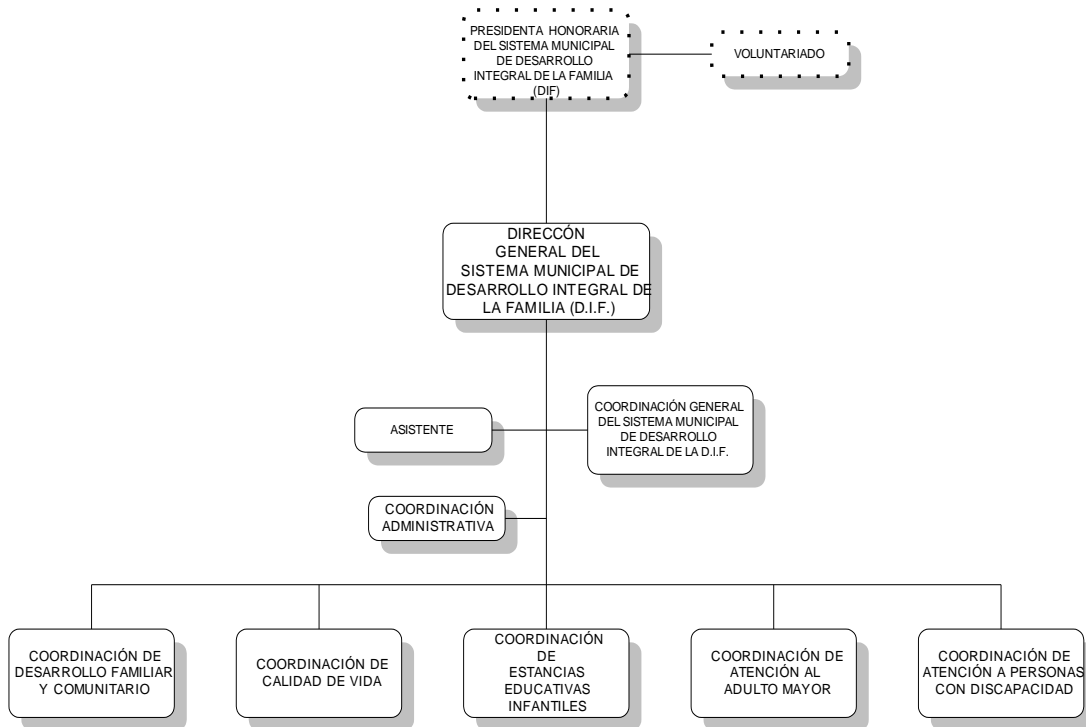 PRESIDENTA HONORARIA
DEL SISTEMA MUNICIPAL
DE DESARROLLO
INTEGRAL DE LA FAMILIA
(DIF)
VOLUNTARIADO
DIRECCÓN
GENERAL DEL
SISTEMA MUNICIPAL DE
DESARROLLO INTEGRAL DE
LA FAMILIA (D.I.F.)
ASISTENTE
COORDINACIÓN GENERAL
DEL SISTEMA MUNICIPAL
DE DESARROLLO
INTEGRAL DE LA D.I.F.
COORDINACIÓN
ADMINISTRATIVA
COORDINACIÓN DE
DESARROLLO FAMILIAR
Y COMUNITARIO
COORDINACIÓN DE
CALIDAD DE VIDA
COORDINACIÓN
DE
ESTANCIAS
EDUCATIVAS
INFANTILES
COORDINACIÓN DE
ATENCIÓN AL
ADULTO MAYOR
COORDINACIÓN DE
ATENCIÓN A PERSONAS
CON DISCAPACIDAD